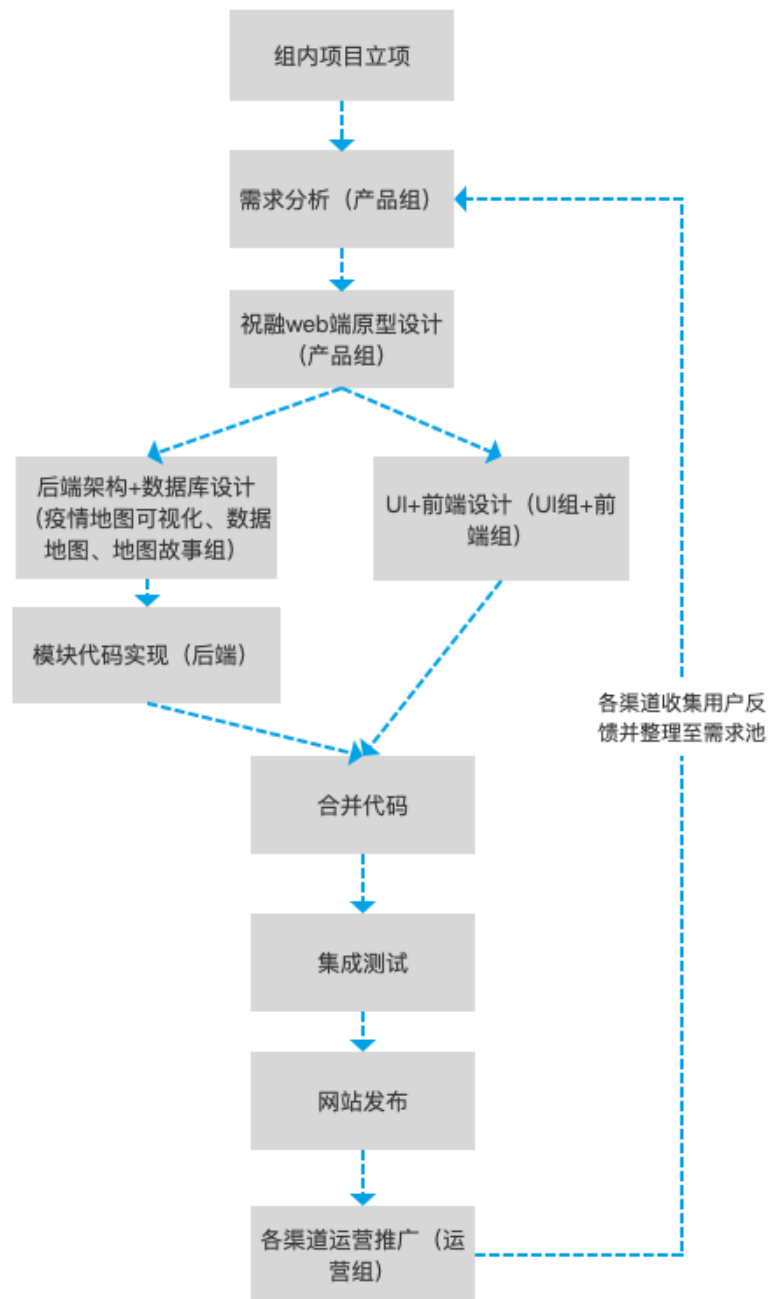 组内项目立项
需求分析（产品组）
祝融web端原型设计
（产品组）
后端架构+数据库设计
（疫情地图可视化、数据
地图、地图故事组）
UI+前端设计（UI组+前
端组）
模块代码实现（后端）
各渠道收集用户反
馈并整理至需求池
合并代码
集成测试
网站发布
各渠道运营推广（运
营组）